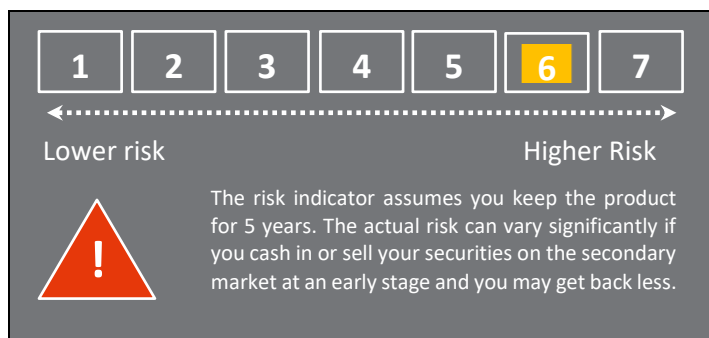 1 2 3 4 5 6 7
Lower risk Higher Risk
The risk indicator assumes you keep the product
for 5 years. The actual risk can vary significantly if
you cash in or sell your securities on the secondary
market at an early stage and you may get back less.
!